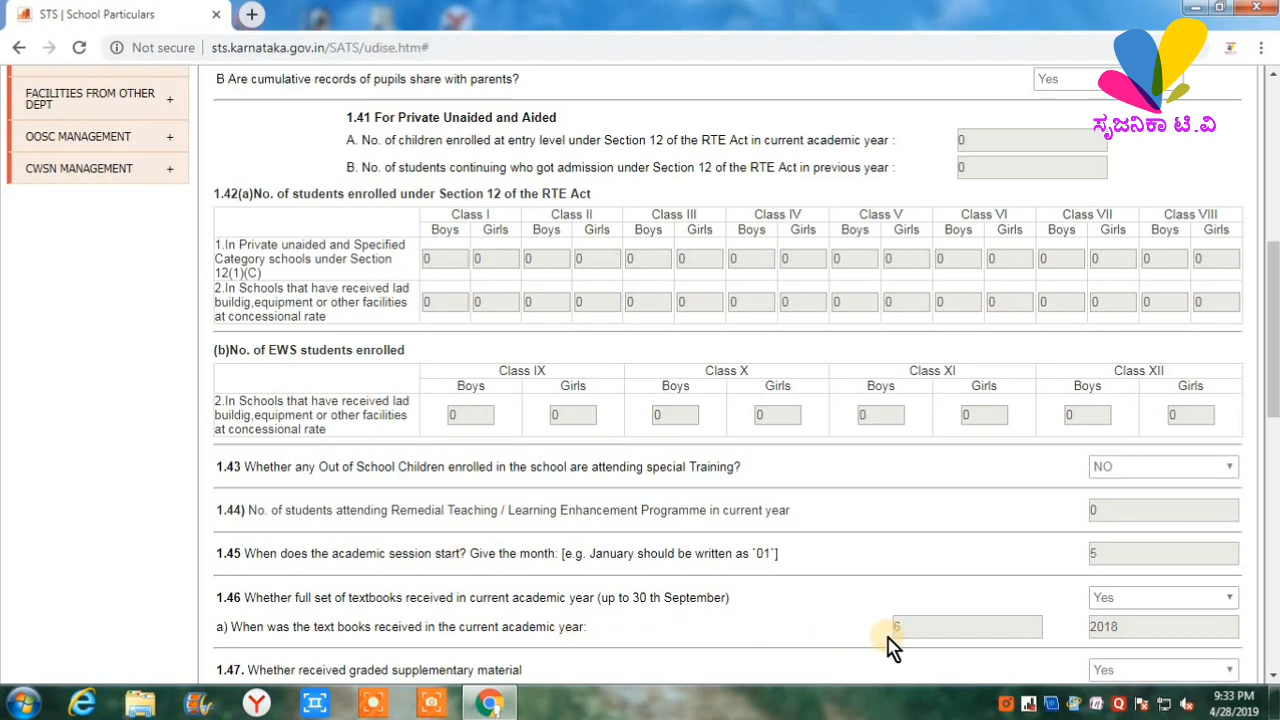 STS | School Particulars
Not secure
sts.karnataka.gov.in/SATS/udise.htm#
ಸೃಜನಿಕಾ ಟಿ.ವಿ
FACILITIES FROM OTHER
DEPT
+
OOSC MANAGEMENT
+
CWSN MANAGEMENT
+
B Are cumulative records of pupils share with parents?
Yes
1.41 For Private Unaided and Aided
A. No. of children enrolled at entry level under Section 12 of the RTE Act in current academic year :
0
B. No. of students continuing who got admission under Section 12 of the RTE Act in previous year :
0
1.42(a)No. of students enrolled under Section 12 of the RTE Act
Class I Class II Class III Class IV Class V Class VI Class VII Class VIII
Boys Girls Boys Girls Boys Girls Boys Girls Boys Girls Boys Girls Boys Girls Boys Girls
1.In Private unaided and Specified
Category schools under Section
12(1)(C)
0 0 0 0 0 0 0 0 0 0 0 0 0 0 0 0
2.In Schools that have received lad
buildig,equipment or other facilities
at concessional rate
0 0 0 0 0 0 0 0 0 0 0 0 0 0 0 0
(b)No. of EWS students enrolled
Class IX Class X Class XI Class XII
Boys Girls Boys Girls Boys Girls Boys Girls
2.In Schools that have received lad
buildig,equipment or other facilities
at concessional rate
0 0 0 0 0 0 0 0
1.43 Whether any Out of School Children enrolled in the school are attending special Training?
NO
1.44) No. of students attending Remedial Teaching / Learning Enhancement Programme in current year
0
1.45 When does the academic session start? Give the month: [e.g. January should be written as `01`]
5
1.46 Whether full set of textbooks received in current academic year (up to 30 th September)
Yes
a) When was the text books received in the current academic year:
6
2018
1.47. Whether received graded supplementary material
Yes
9:33 PM
4/28/2019